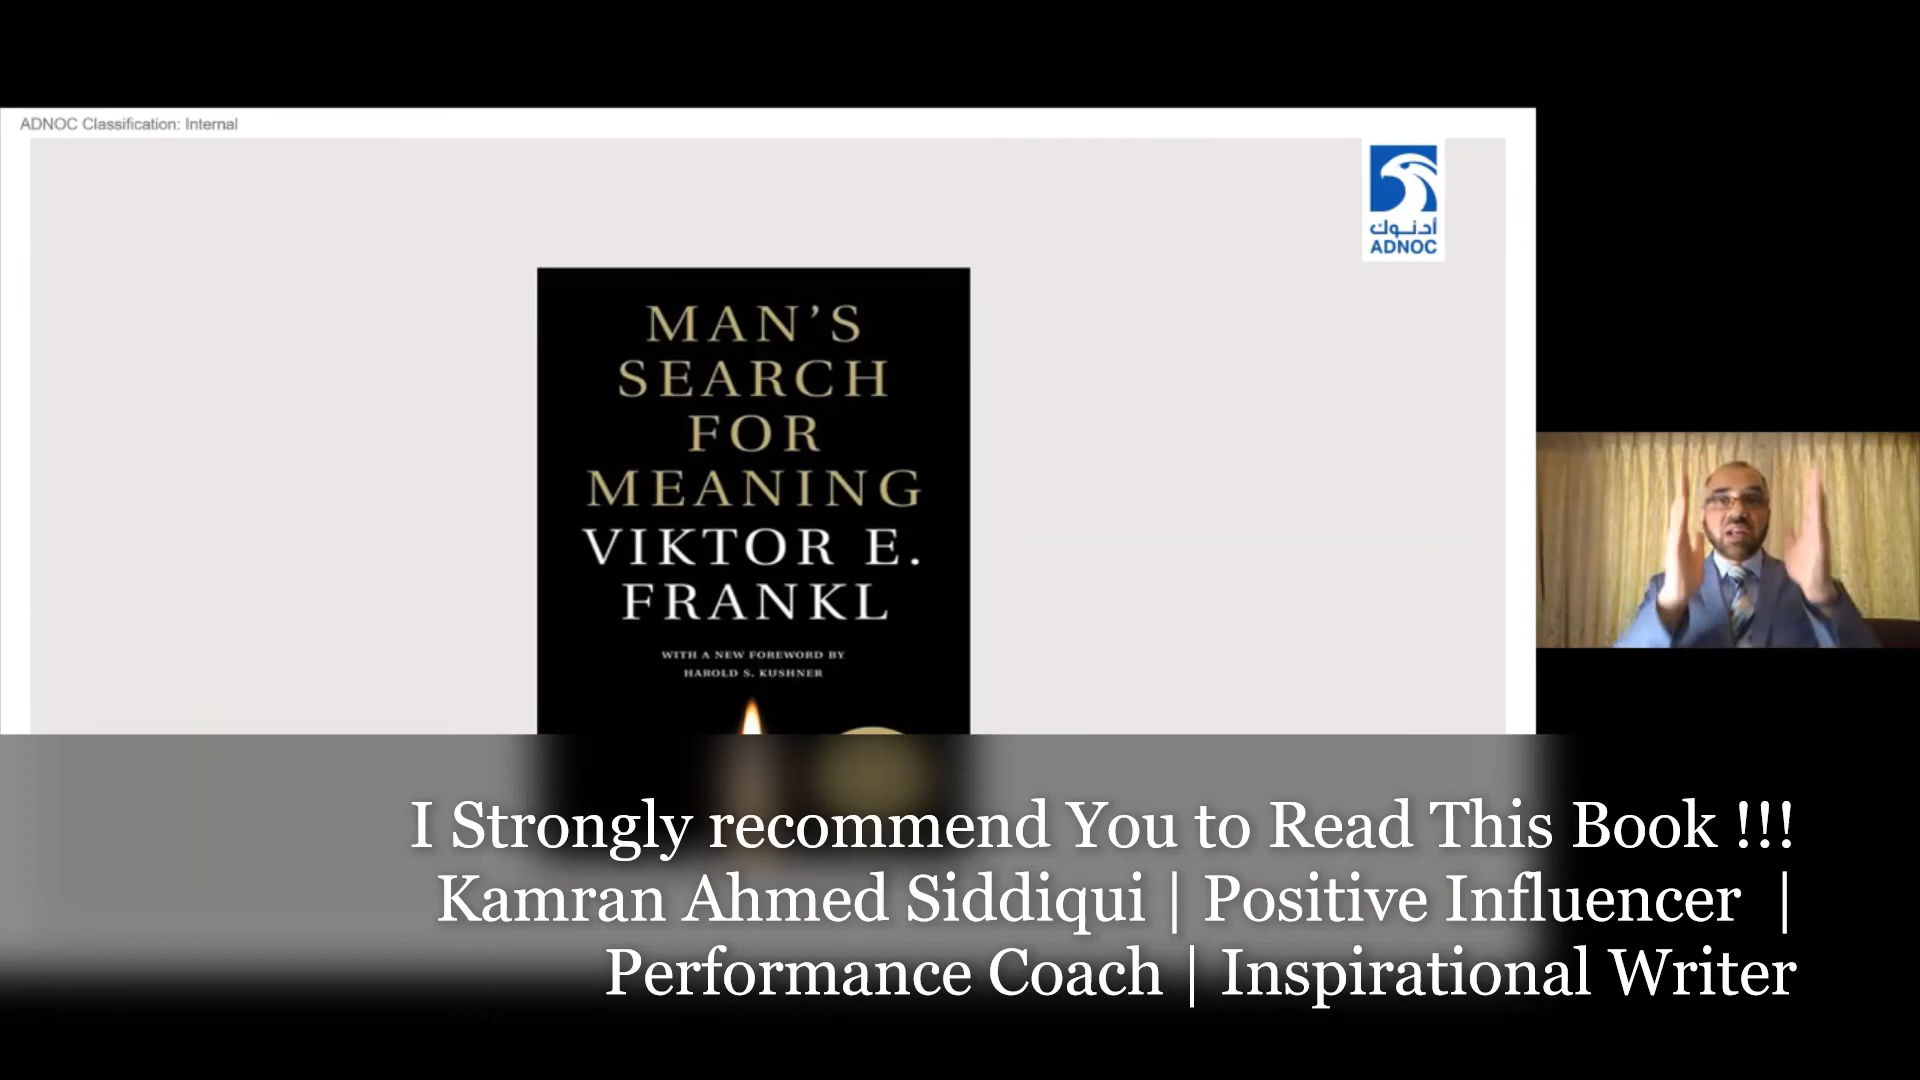 ADNOC Classification: Internal
أدنوك
ADNOC
MAN'S
SEARCH
FOR
MEANING
VIKTOR E.
FRANKL
WITH A NEW FOREWORD BY
HAROLD S. KUSHNER
I Strongly recommend You to Read This Book !!!
Kamran Ahmed Siddiqui | Positive Influencer |
Performance Coach | Inspirational Writer